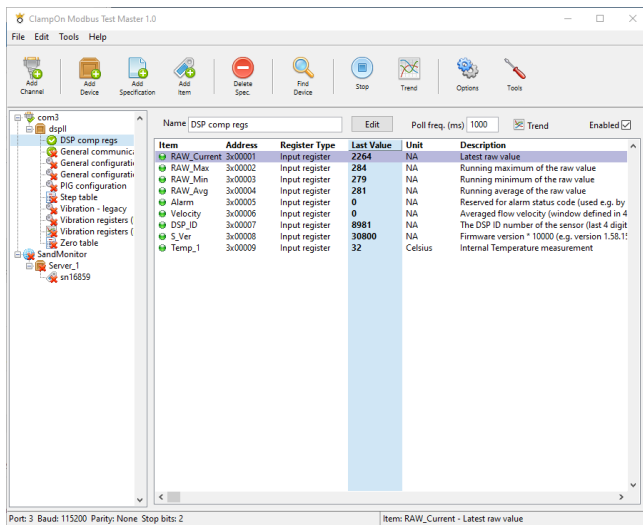 ClampOn Modbus Test Master 1.0
File Edit Tools Help
Add Channel
Add Device
Add Specification
Add Item
Delete Spec.
Find Device
Stop
Trend
Options
Tools
com3
dspII
DSP comp regs
General communica
General configuratio
General configuratio
PIG configuration
Step table
Vibration - legacy
Vibration registers (
Vibration registers (
Zero table
SandMonitor
Server_1
sn16859
Name DSP comp regs Edit Poll freq. (ms) 1000 Trend Enabled
Item Address Register Type Last Value Unit Description
RAW_Current 3x00001 Input register 2264 NA Latest raw value
RAW_Max 3x00002 Input register 284 NA Running maximum of the raw value
RAW_Min 3x00003 Input register 279 NA Running minimum of the raw value
RAW_Avg 3x00004 Input register 281 NA Running average of the raw value
Alarm 3x00005 Input register 0 NA Reserved for alarm status code (used e.g. by
Velocity 3x00006 Input register 0 NA Averaged flow velocity (window defined in 4
DSP_ID 3x00007 Input register 8981 NA The DSP ID number of the sensor (last 4 digit
S_Ver 3x00008 Input register 30800 NA Firmware version * 10000 (e.g. version 1.58.15
Temp_1 3x00009 Input register 32 Celsius Internal Temperature measurement
Port: 3 Baud: 115200 Parity: None Stop bits: 2 Item: RAW_Current - Latest raw value